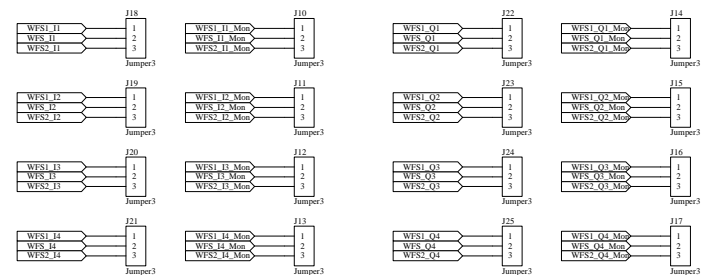 J18 J10 J22 J14
WFS1_I1 1 WFS1_I1_Mon 1 WFS1_Q1 1 WFS1_Q1_Mon 1
WFS_I1 2 WFS_I1_Mon 2 WFS_Q1 2 WFS_Q1_Mon 2
WFS2_I1 3 WFS2_I1_Mon 3 WFS2_Q1 3 WFS2_Q1_Mon 3
Jumper3 Jumper3 Jumper3 Jumper3
J19 J11 J23 J15
WFS1_I2 1 WFS1_I2_Mon 1 WFS1_Q2 1 WFS1_Q2_Mon 1
WFS_I2 2 WFS_I2_Mon 2 WFS_Q2 2 WFS_Q2_Mon 2
WFS2_I2 3 WFS2_I2_Mon 3 WFS2_Q2 3 WFS2_Q2_Mon 3
Jumper3 Jumper3 Jumper3 Jumper3
J20 J12 J24 J16
WFS1_I3 1 WFS1_I3_Mon 1 WFS1_Q3 1 WFS1_Q3_Mon 1
WFS_I3 2 WFS_I3_Mon 2 WFS_Q3 2 WFS_Q3_Mon 2
WFS2_I3 3 WFS2_I3_Mon 3 WFS2_Q3 3 WFS2_Q3_Mon 3
Jumper3 Jumper3 Jumper3 Jumper3
J21 J13 J25 J17
WFS1_I4 1 WFS1_I4_Mon 1 WFS1_Q4 1 WFS1_Q4_Mon 1
WFS_I4 2 WFS_I4_Mon 2 WFS_Q4 2 WFS_Q4_Mon 2
WFS2_I4 3 WFS2_I4_Mon 3 WFS2_Q4 3 WFS2_Q4_Mon 3
Jumper3 Jumper3 Jumper3 Jumper3